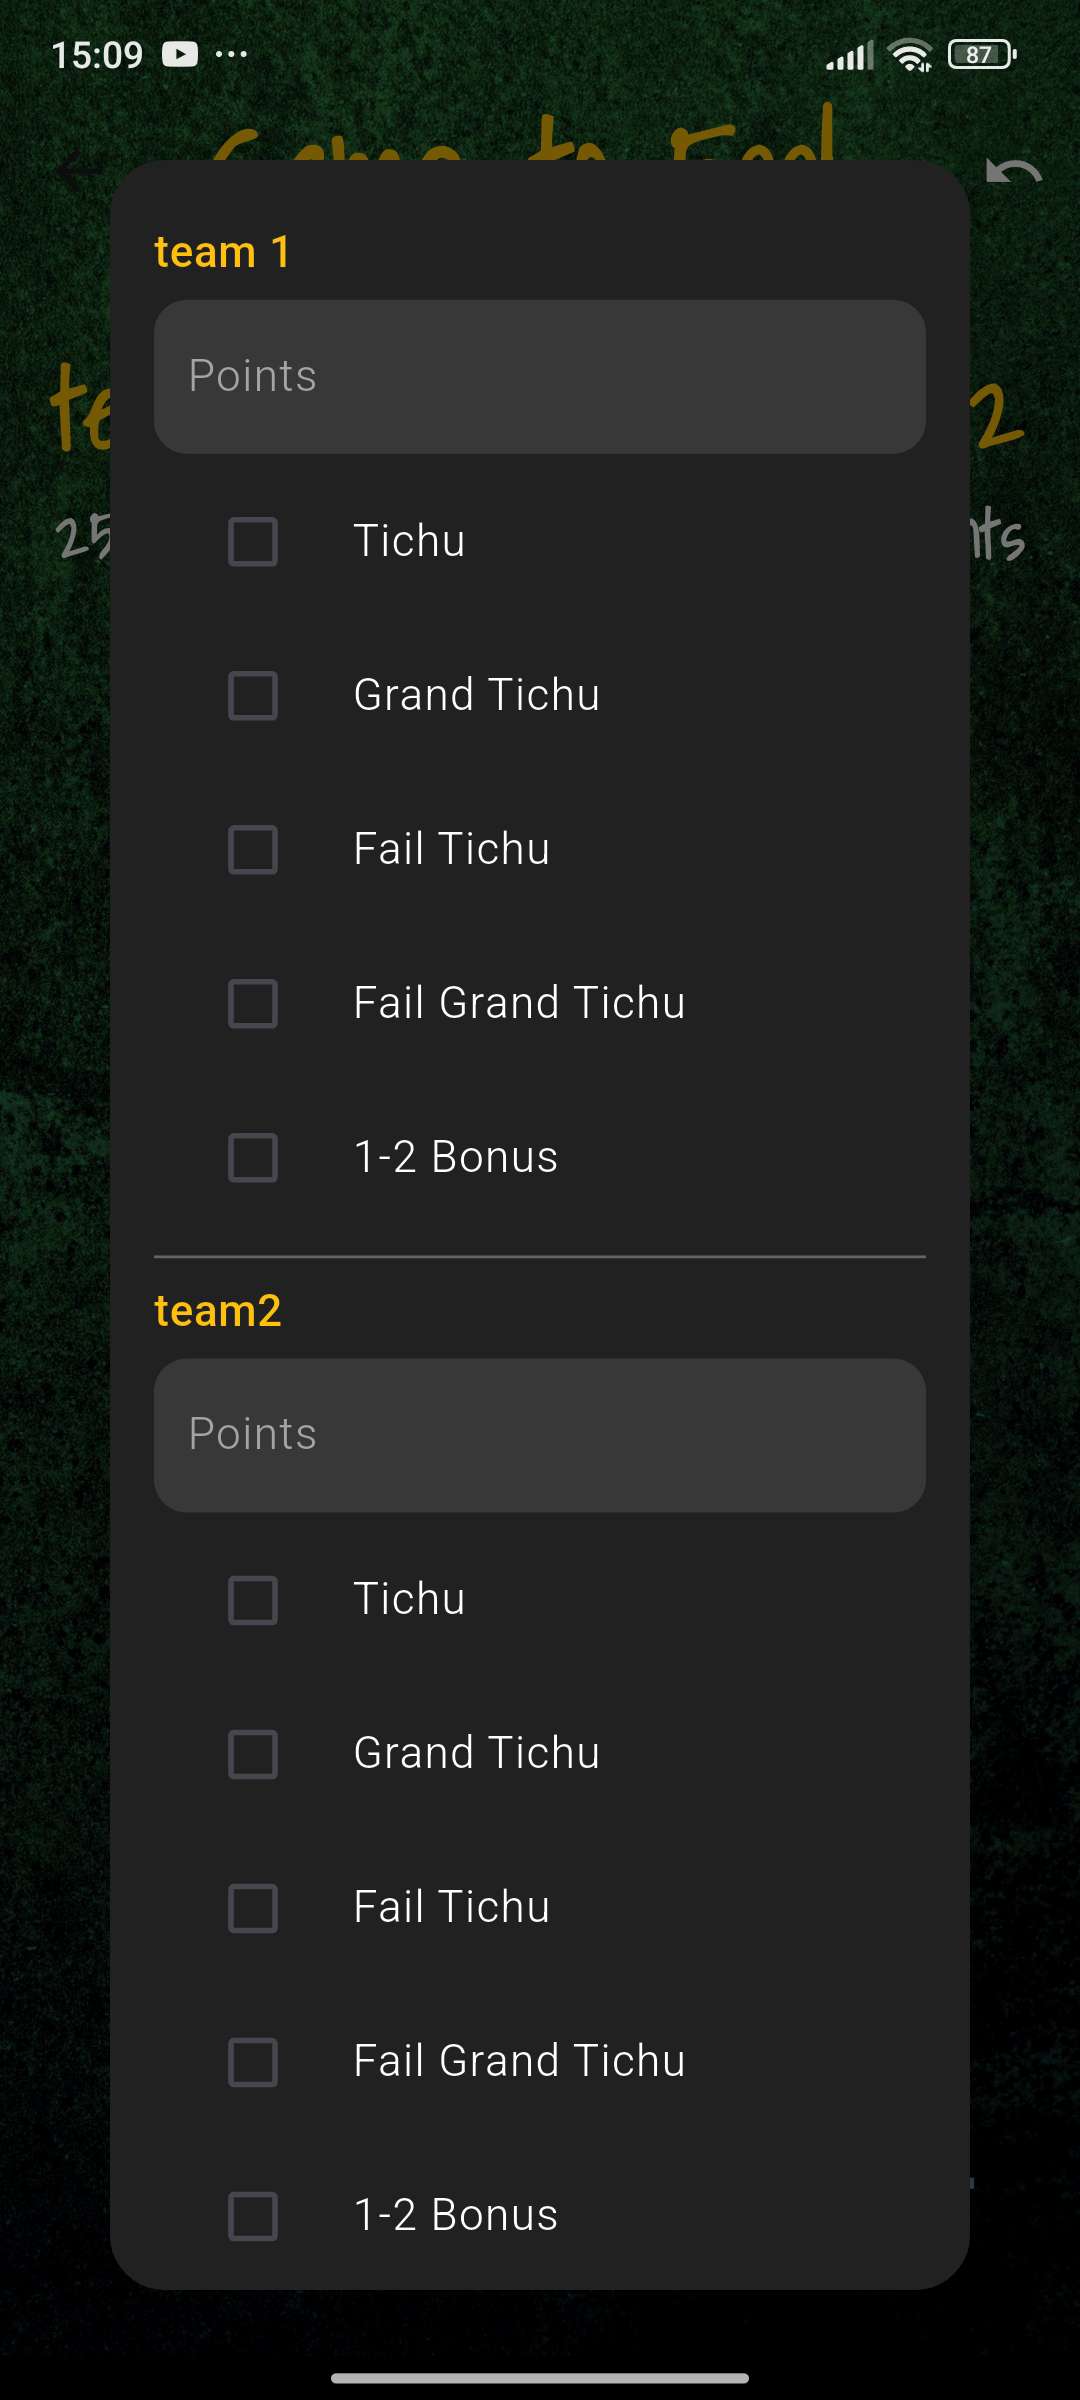 15:09
87
team 1
Points
Tichu
Grand Tichu
Fail Tichu
Fail Grand Tichu
1-2 Bonus
team2
Points
Tichu
Grand Tichu
Fail Tichu
Fail Grand Tichu
1-2 Bonus